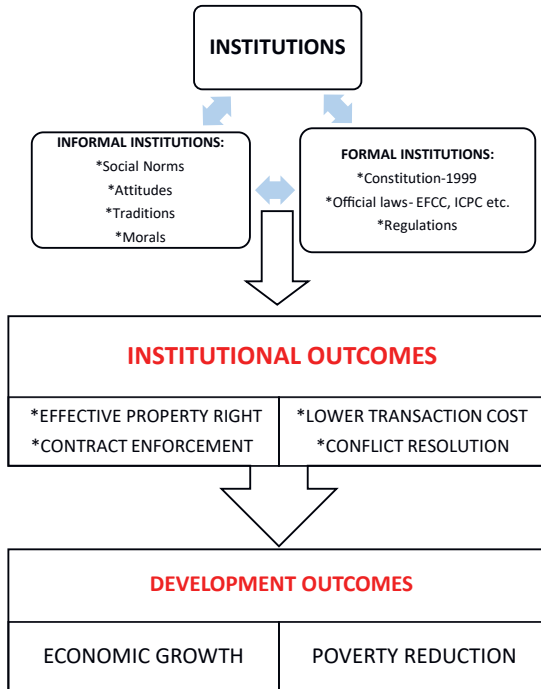 INSTITUTIONS
INFORMAL INSTITUTIONS:
*Social Norms
*Attitudes
*Traditions
*Morals
FORMAL INSTITUTIONS:
*Constitution-1999
*Official laws- EFCC, ICPC etc.
*Regulations
INSTITUTIONAL OUTCOMES
*EFFECTIVE PROPERTY RIGHT
*CONTRACT ENFORCEMENT
*LOWER TRANSACTION COST
*CONFLICT RESOLUTION
DEVELOPMENT OUTCOMES
ECONOMIC GROWTH
POVERTY REDUCTION